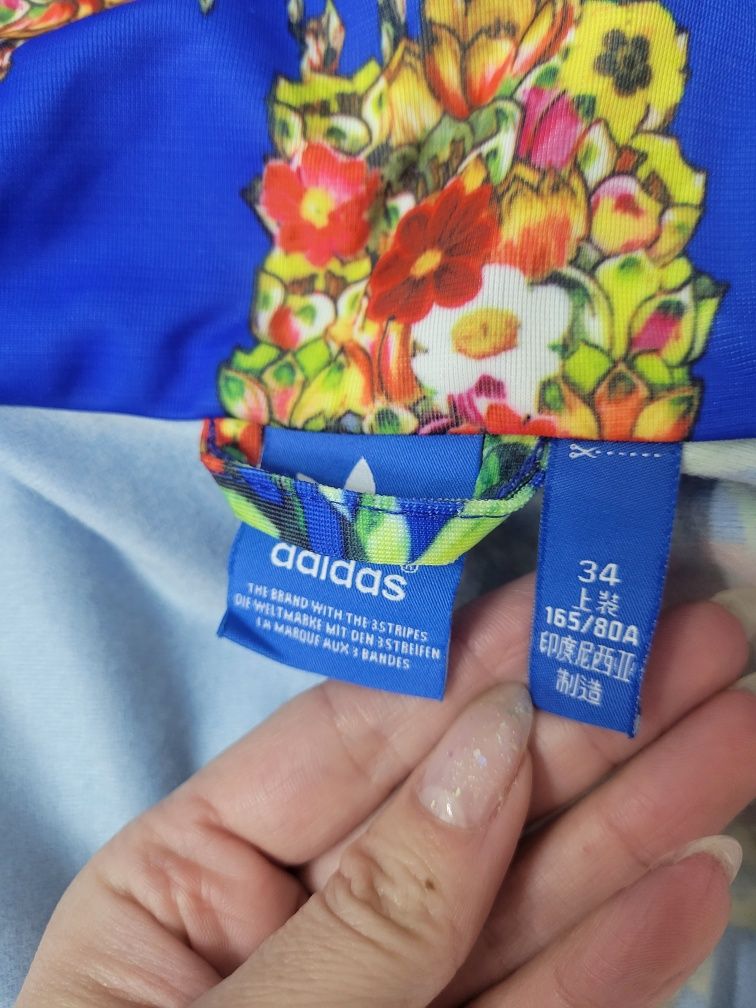 adidas®
THE BRAND WITH THE 3 STRIPES
DIE WELTMARKE MIT DEN 3 STREIFEN
LA MARQUE AUX 3 BANDES
34
上装
165/80A
印度尼西亚
制造